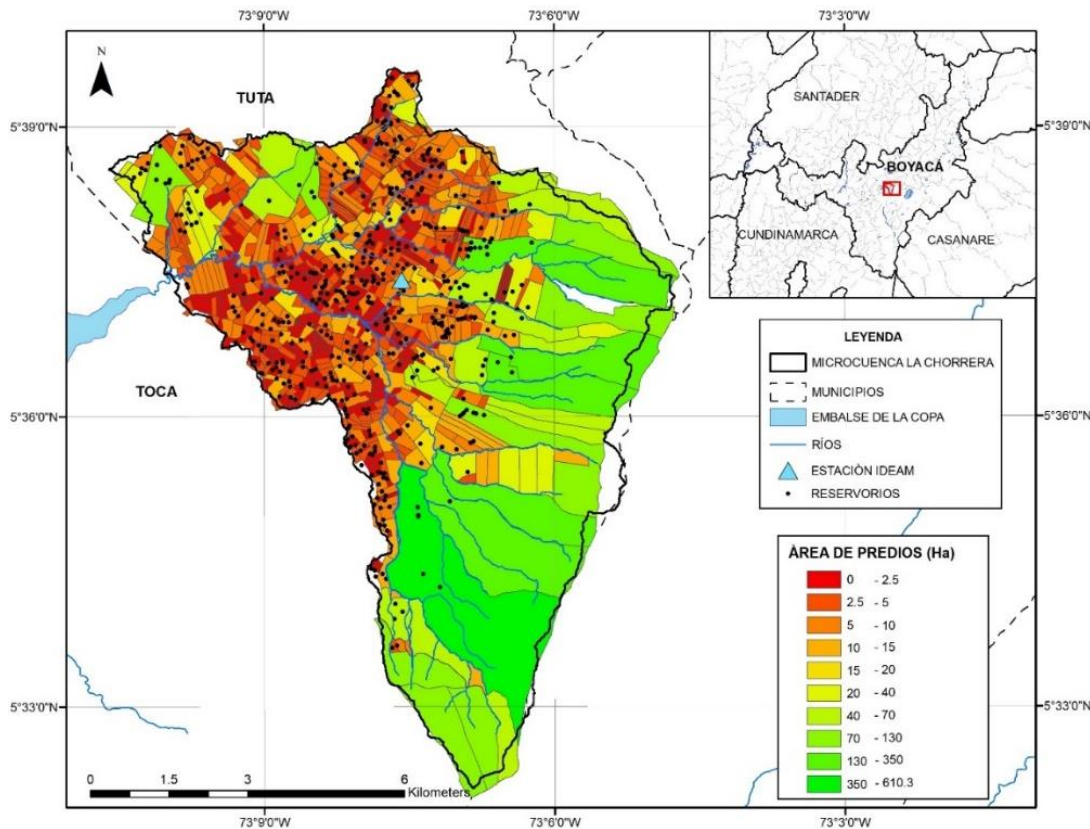 73°9'0"W
73°6'0"W
73°3'0"W
N
TUTA
5°39'0"N
5°39'0"N
SANTADER
BOYACÁ
CUNDINAMARCA
CASANARE
TOCA
5°36'0"N
5°36'0"N
LEYENDA
MICROCUENCA LA CHORRERA
MUNICIPIOS
EMBALSE DE LA COPA
RÍOS
ESTACIÒN IDEAM
RESERVORIOS
ÀREA DE PREDIOS (Ha)
0 - 2.5
2.5 - 5
5 - 10
10 - 15
15 - 20
20 - 40
40 - 70
70 - 130
130 - 350
350 - 610.3
5°33'0"N
5°33'0"N
0 1.5 3 6
Kilometers
73°9'0"W
73°6'0"W
73°3'0"W